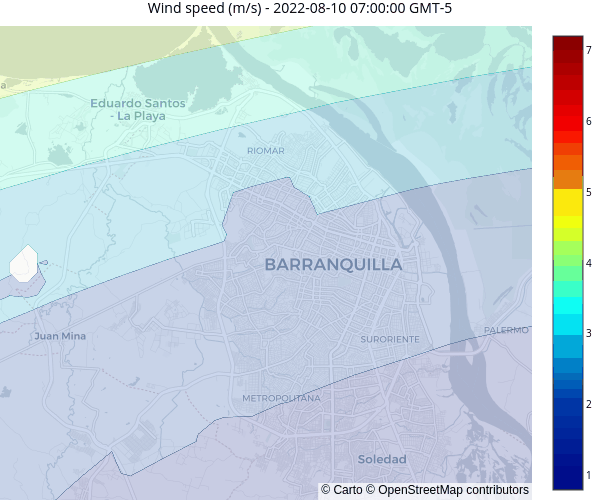 Wind speed (m/s) - 2022-08-10 07:00:00 GMT-5
a
Eduardo Santos
- La Playa
RIOMAR
BARRANQUILLA
Juan Mina
PALERMO
SURORIENTE
METROPOLITANA
Soledad
© Carto © OpenStreetMap contributors
7
6
5
4
3
2
1